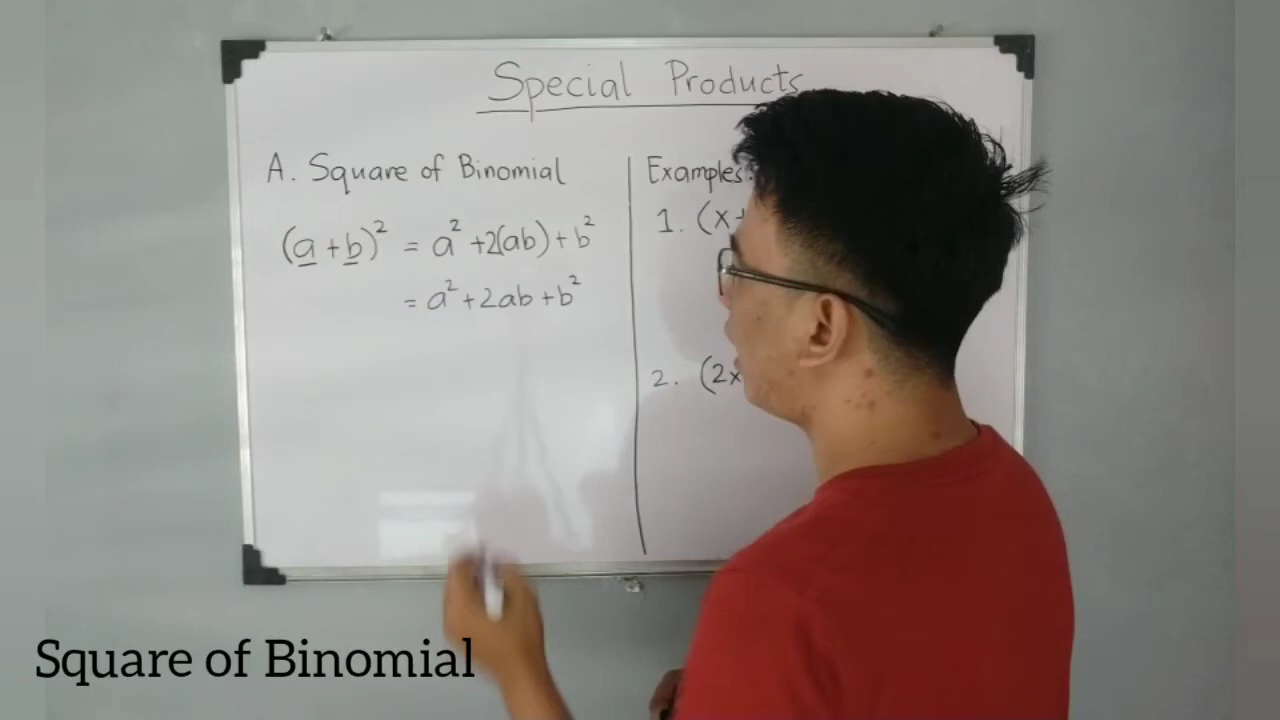 Special Products
A. Square of Binomial
(a + b)² = a² + 2(ab) + b²
= a² + 2ab + b²
Examples:
1. (x+
2. (2x
Square of Binomial